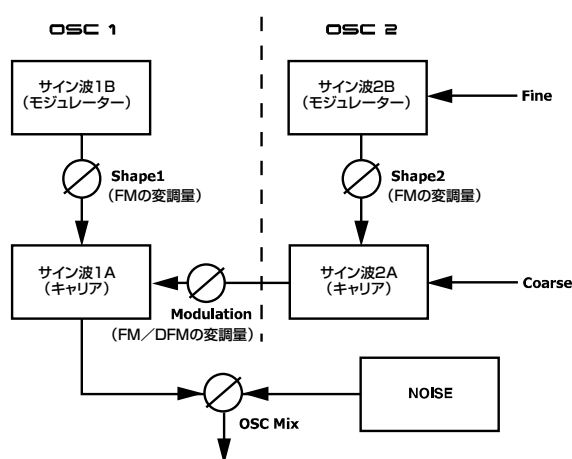 OSC 1
OSC 2
サイン波1B
(モジュレーター)
サイン波2B
(モジュレーター)
Fine
Shape1
(FMの変調量)
Shape2
(FMの変調量)
サイン波1A
(キャリア)
サイン波2A
(キャリア)
Coarse
Modulation
(FM/DFMの変調量)
NOISE
OSC Mix